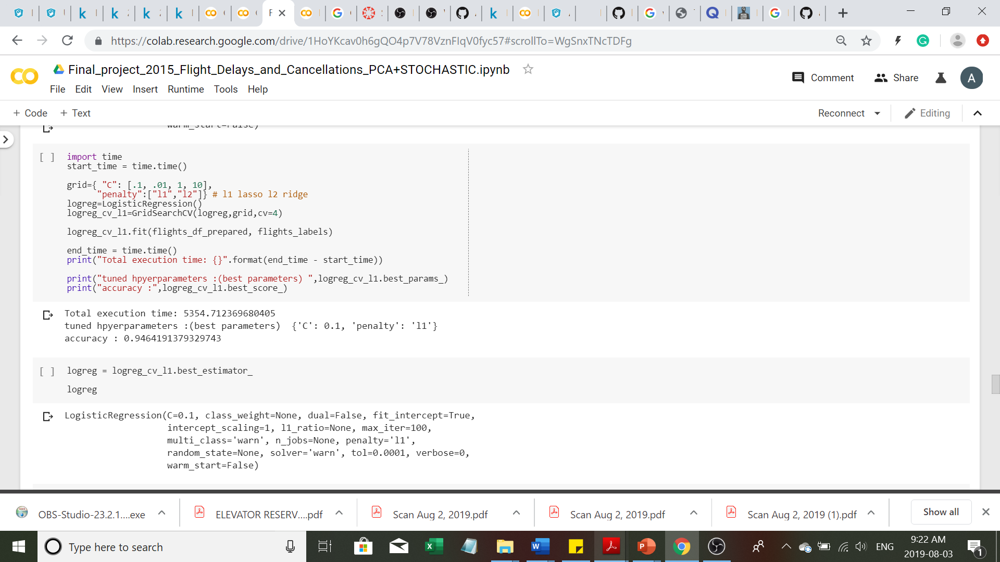 https://colab.research.google.com/drive/1HoYKcav0h6gQO4p7V78VznFIqV0fyc57#scrollTo=WgSnxTNcTDFg
Final_project_2015_Flight_Delays_and_Cancellations_PCA+STOCHASTIC.ipynb
Comment
Share
A
File Edit View Insert Runtime Tools Help
+ Code + Text
Reconnect
Editing
warm_start=False)
[ ] import time
start_time = time.time()
grid={ "C": [.1, .01, 1, 10],
"penalty":["l1","l2"]} # l1 lasso l2 ridge
logreg=LogisticRegression()
logreg_cv_l1=GridSearchCV(logreg,grid,cv=4)
logreg_cv_l1.fit(flights_df_prepared, flights_labels)
end_time = time.time()
print("Total execution time: {}".format(end_time - start_time))
print("tuned hpyerparameters :(best parameters) ",logreg_cv_l1.best_params_)
print("accuracy :",logreg_cv_l1.best_score_)
Total execution time: 5354.712369680405
tuned hpyerparameters :(best parameters)  {'C': 0.1, 'penalty': 'l1'}
accuracy : 0.9464191379329743
[ ] logreg = logreg_cv_l1.best_estimator_
logreg
LogisticRegression(C=0.1, class_weight=None, dual=False, fit_intercept=True,
intercept_scaling=1, l1_ratio=None, max_iter=100,
multi_class='warn', n_jobs=None, penalty='l1',
random_state=None, solver='warn', tol=0.0001, verbose=0,
warm_start=False)
OBS-Studio-23.2.1....exe
ELEVATOR RESERV....pdf
Scan Aug 2, 2019.pdf
Scan Aug 2, 2019.pdf
Scan Aug 2, 2019 (1).pdf
Show all
Type here to search
ENG
9:22 AM
2019-08-03
1